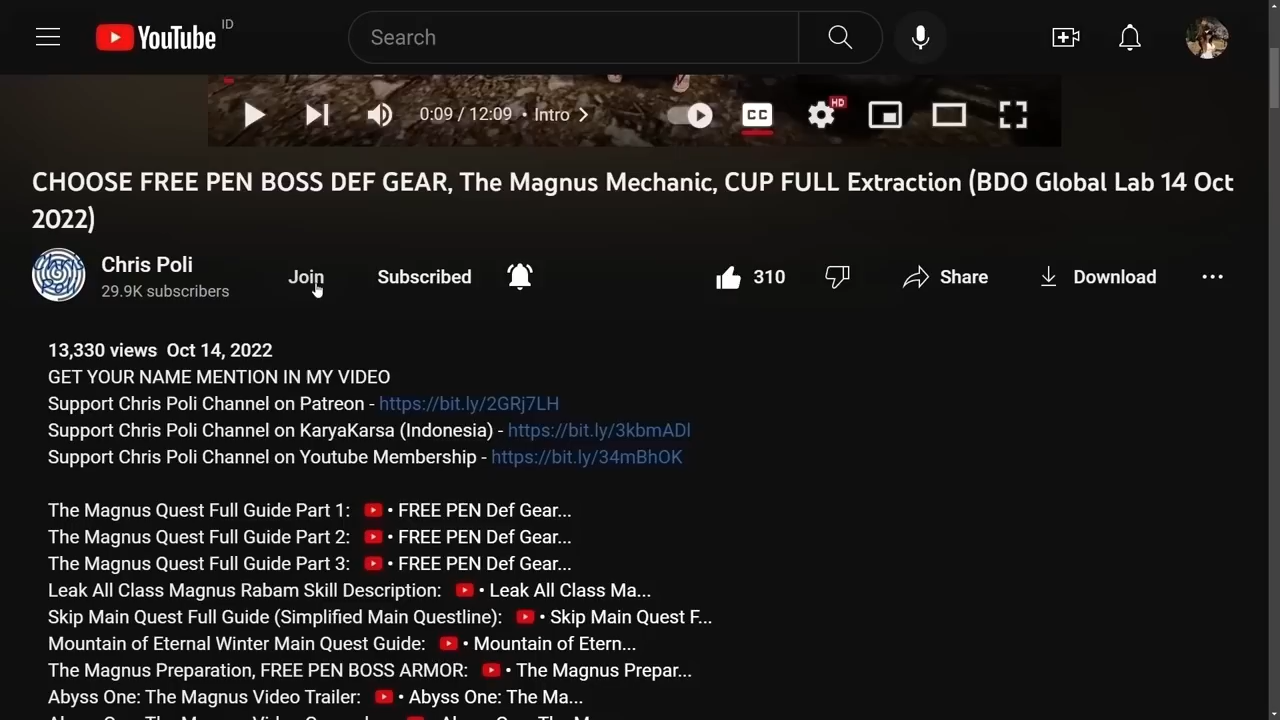 YouTube ID
Search
0:09 / 12:09 • Intro
CC
HD
CHOOSE FREE PEN BOSS DEF GEAR, The Magnus Mechanic, CUP FULL Extraction (BDO Global Lab 14 Oct
2022)
Chris Poli
29.9K subscribers
Join
Subscribed
310
Share
Download
13,330 views Oct 14, 2022
GET YOUR NAME MENTION IN MY VIDEO
Support Chris Poli Channel on Patreon - https://bit.ly/2GRj7LH
Support Chris Poli Channel on KaryaKarsa (Indonesia) - https://bit.ly/3kbmADl
Support Chris Poli Channel on Youtube Membership - https://bit.ly/34mBhOK
The Magnus Quest Full Guide Part 1: • FREE PEN Def Gear...
The Magnus Quest Full Guide Part 2: • FREE PEN Def Gear...
The Magnus Quest Full Guide Part 3: • FREE PEN Def Gear...
Leak All Class Magnus Rabam Skill Description: • Leak All Class Ma...
Skip Main Quest Full Guide (Simplified Main Questline): • Skip Main Quest F...
Mountain of Eternal Winter Main Quest Guide: • Mountain of Etern...
The Magnus Preparation, FREE PEN BOSS ARMOR: • The Magnus Prepar...
Abyss One: The Magnus Video Trailer: • Abyss One: The Ma...